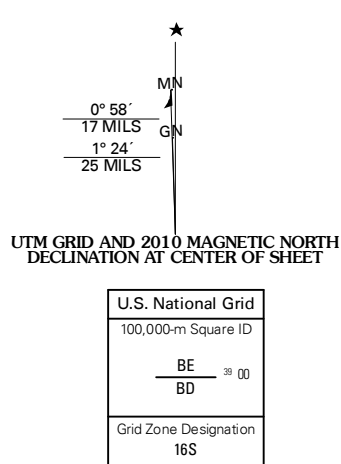 ★
MN
0° 58´
17 MILS
GN
1° 24´
25 MILS
UTM GRID AND 2010 MAGNETIC NORTH
DECLINATION AT CENTER OF SHEET
U.S. National Grid
100,000-m Square ID
BE
39 00
BD
Grid Zone Designation
16S